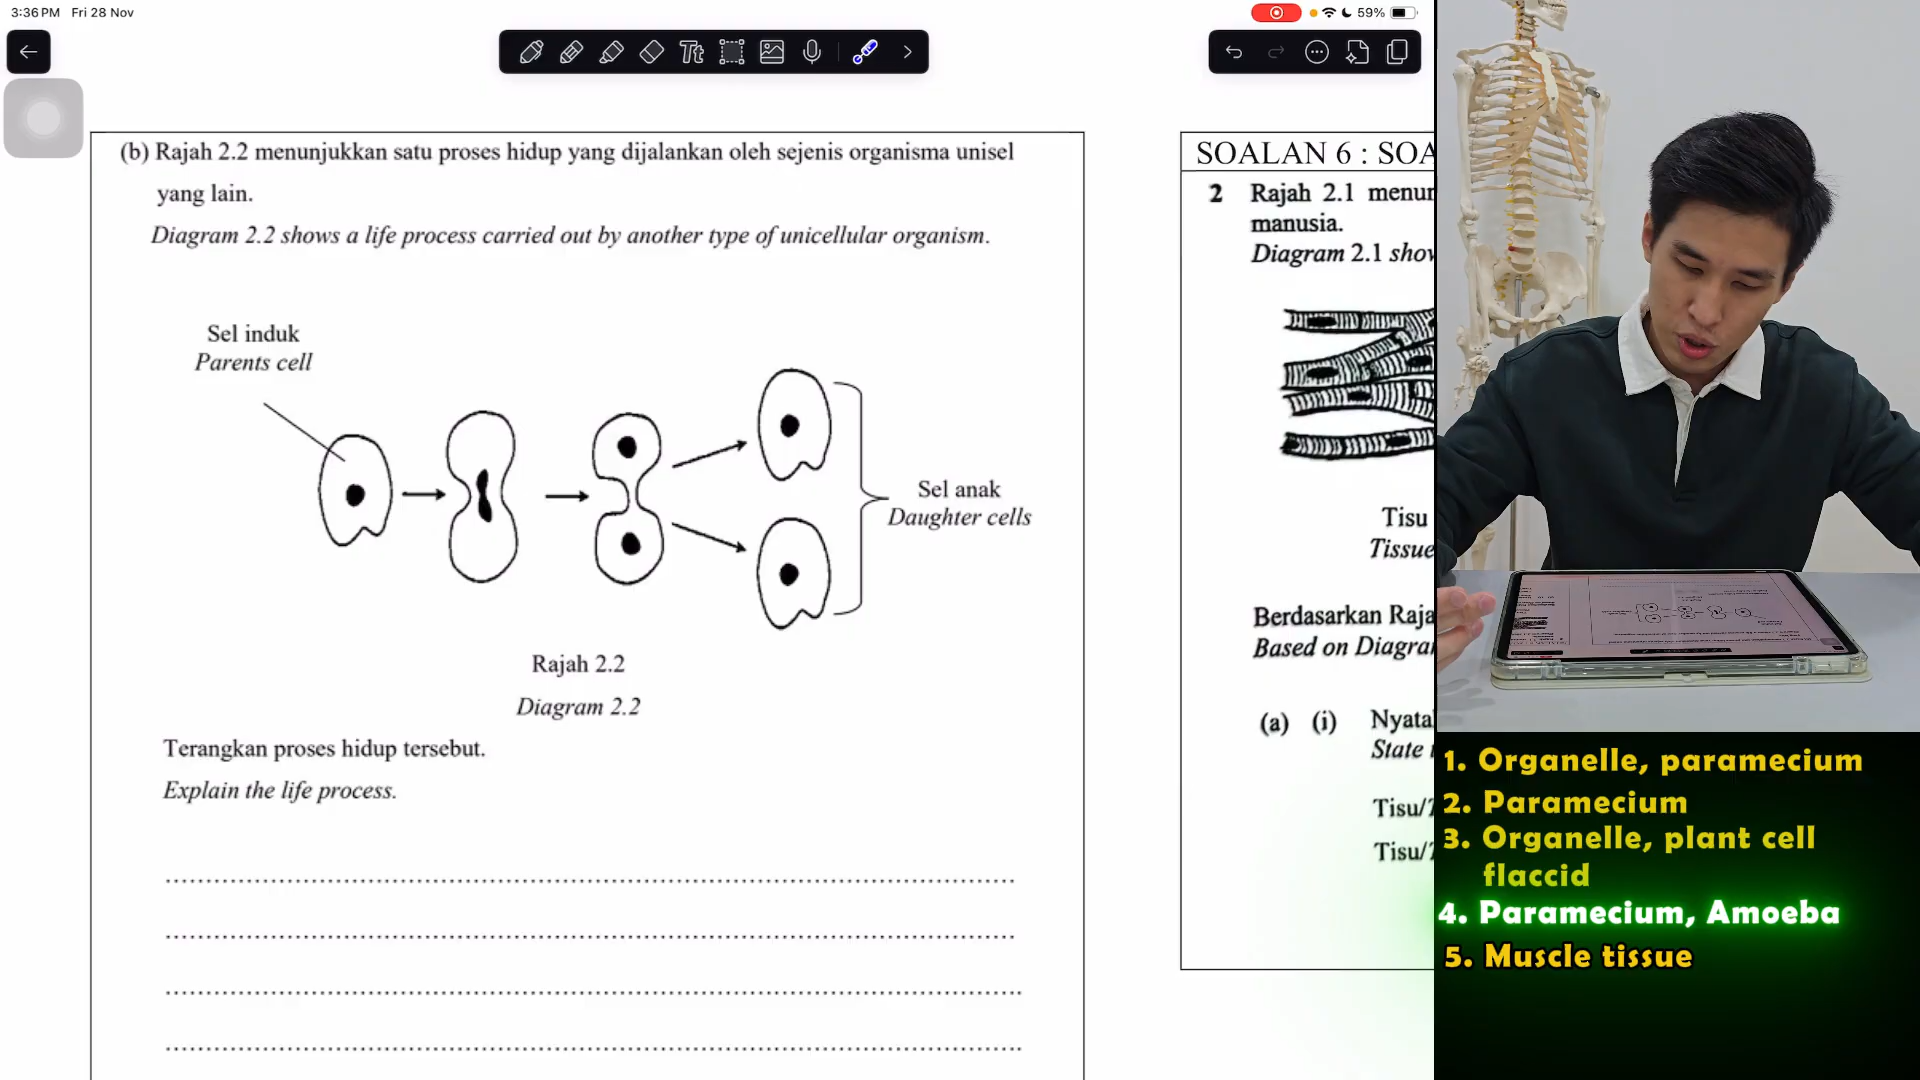 3:36 PM Fri 28 Nov
59%
Tt
(b) Rajah 2.2 menunjukkan satu proses hidup yang dijalankan oleh sejenis organisma unisel
yang lain.
Diagram 2.2 shows a life process carried out by another type of unicellular organism.
Sel induk
Parents cell
Sel anak
Daughter cells
Rajah 2.2
Diagram 2.2
Terangkan proses hidup tersebut.
Explain the life process.
SOALAN 6 : SOA
2 Rajah 2.1 menun
manusia.
Diagram 2.1 show
Tisu
Tissue
Berdasarkan Raja
Based on Diagra
(a) (i) Nyata
State
Tisu/
Tisu/
1. Organelle, paramecium
2. Paramecium
3. Organelle, plant cell
flaccid
4. Paramecium, Amoeba
5. Muscle tissue